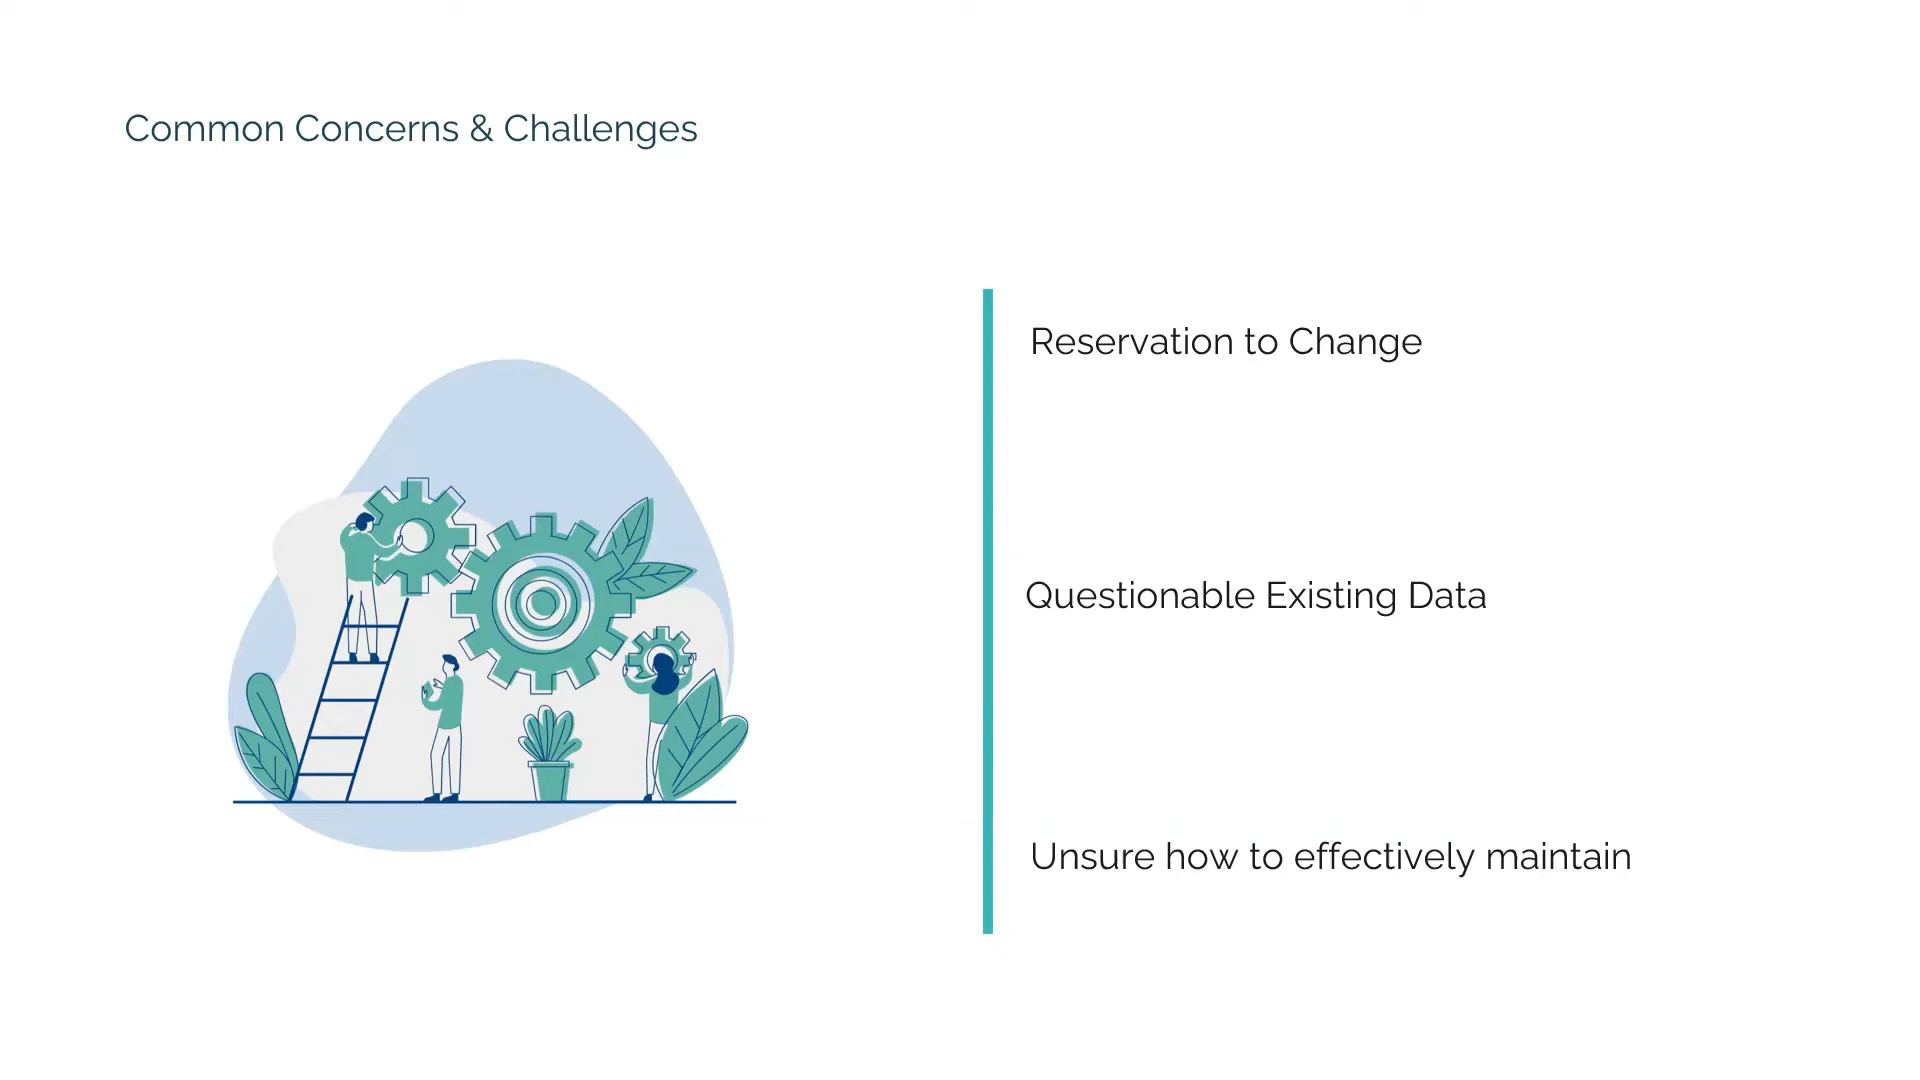 Common Concerns & Challenges
Reservation to Change
Questionable Existing Data
Unsure how to effectively maintain